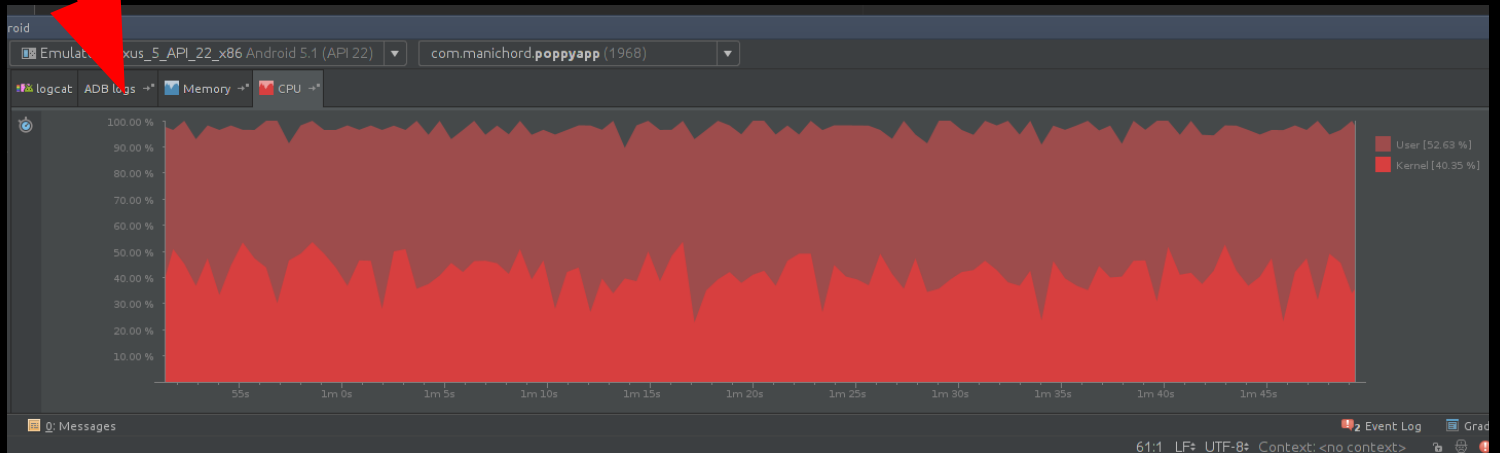 roid
Emulat xus_5_API_22_x86 Android 5.1 (API 22) com.manichord.poppyapp (1968)
logcat ADB logs Memory CPU
100.00 %
90.00 %
80.00 %
70.00 %
60.00 %
50.00 %
40.00 %
30.00 %
20.00 %
10.00 %
User [52.63 %]
Kernel [40.35 %]
55s 1m 0s 1m 5s 1m 10s 1m 15s 1m 20s 1m 25s 1m 30s 1m 35s 1m 40s 1m 45s
0: Messages 2 Event Log Grad
61:1 LF UTF-8 Context: <no context>